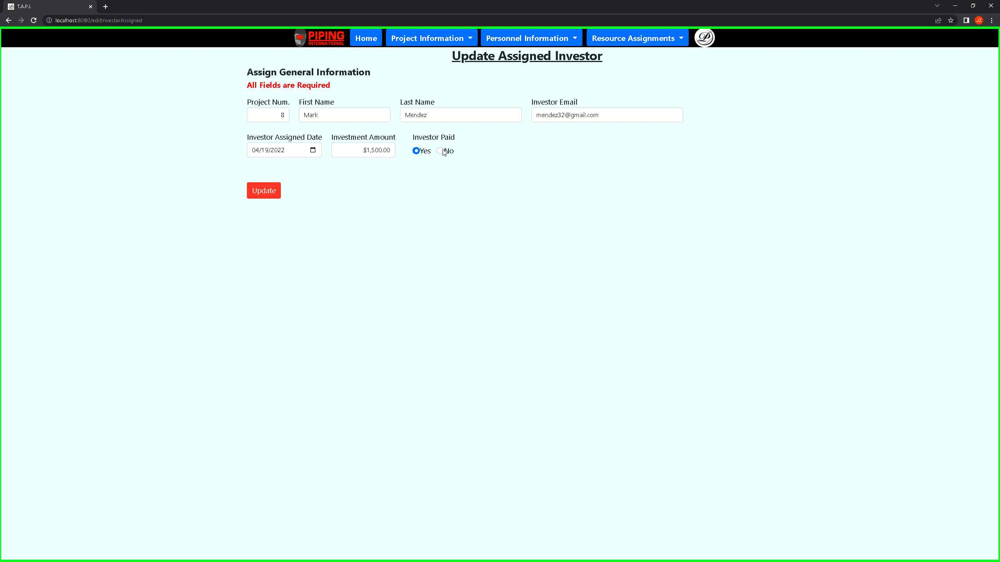 T.A.P.I.
localhost:8080/editInvestorAssigned
JZ
PIPING
INTERNATIONAL
Home
Project Information
Personnel Information
Resource Assignments
Update Assigned Investor
Assign General Information
All Fields are Required
Project Num. First Name Last Name Investor Email
8 Mark Mendez mendez32@gmail.com
Investor Assigned Date Investment Amount Investor Paid
04/19/2022 $1,500.00 Yes No
Update